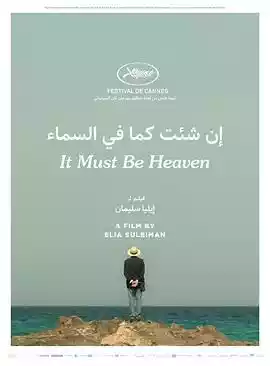 FESTIVAL DE CANNES
إن شئت كما في السماء
It Must Be Heaven
فيلم لـ
إيليا سليمان
A FILM BY
ELIA SULEIMAN